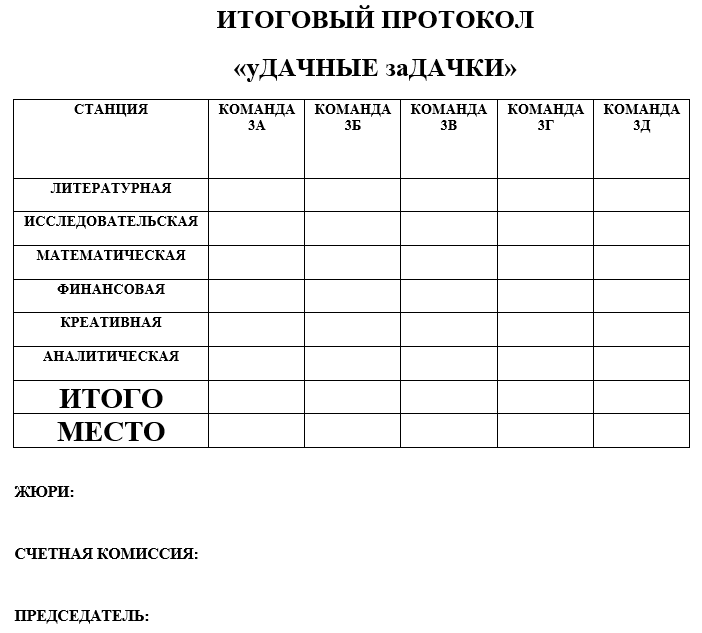 ИТОГОВЫЙ ПРОТОКОЛ
«уДАЧНЫЕ заДАЧКИ»
СТАНЦИЯ КОМАНДА 3А КОМАНДА 3Б КОМАНДА 3В КОМАНДА 3Г КОМАНДА 3Д
ЛИТЕРАТУРНАЯ
ИССЛЕДОВАТЕЛЬСКАЯ
МАТЕМАТИЧЕСКАЯ
ФИНАНСОВАЯ
КРЕАТИВНАЯ
АНАЛИТИЧЕСКАЯ
ИТОГО
МЕСТО
ЖЮРИ:
СЧЕТНАЯ КОМИССИЯ:
ПРЕДСЕДАТЕЛЬ: